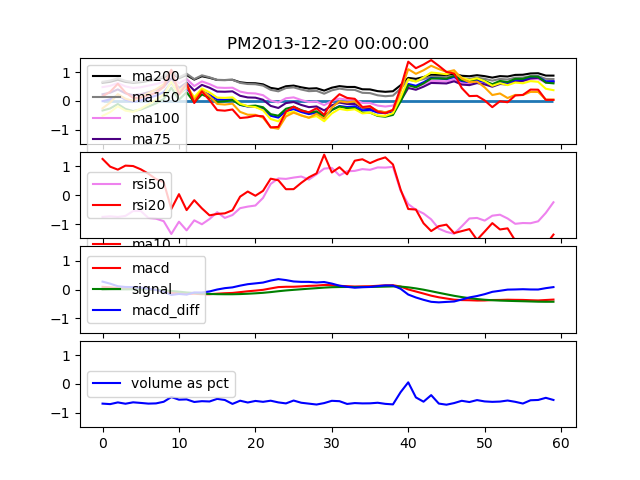 PM2013-12-20 00:00:00
1
0
−1
ma200
ma150
ma100
ma75
1
0
−1
rsi50
rsi20
ma10
1
0
−1
macd
signal
macd_diff
1
0
−1
volume as pct
0 10 20 30 40 50 60